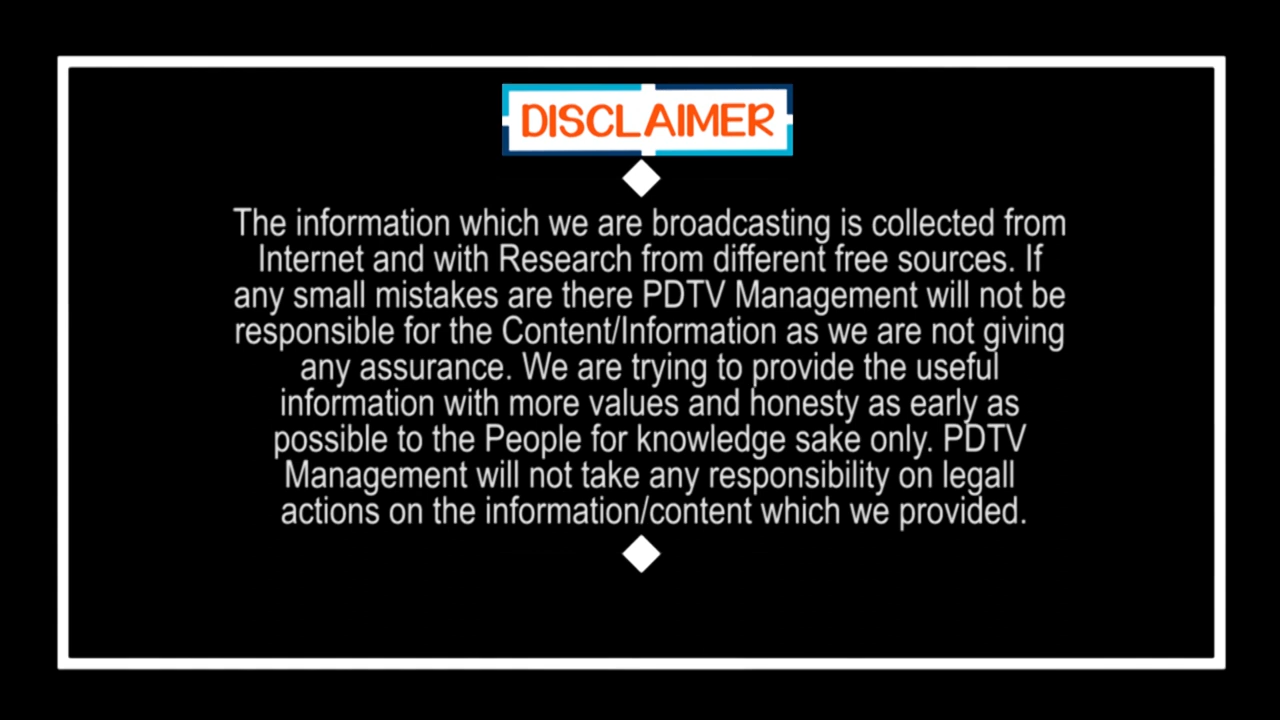 DISCLAIMER
The information which we are broadcasting is collected from
Internet and with Research from different free sources. If
any small mistakes are there PDTV Management will not be
responsible for the Content/Information as we are not giving
any assurance. We are trying to provide the useful
information with more values and honesty as early as
possible to the People for knowledge sake only. PDTV
Management will not take any responsibility on legall
actions on the information/content which we provided.